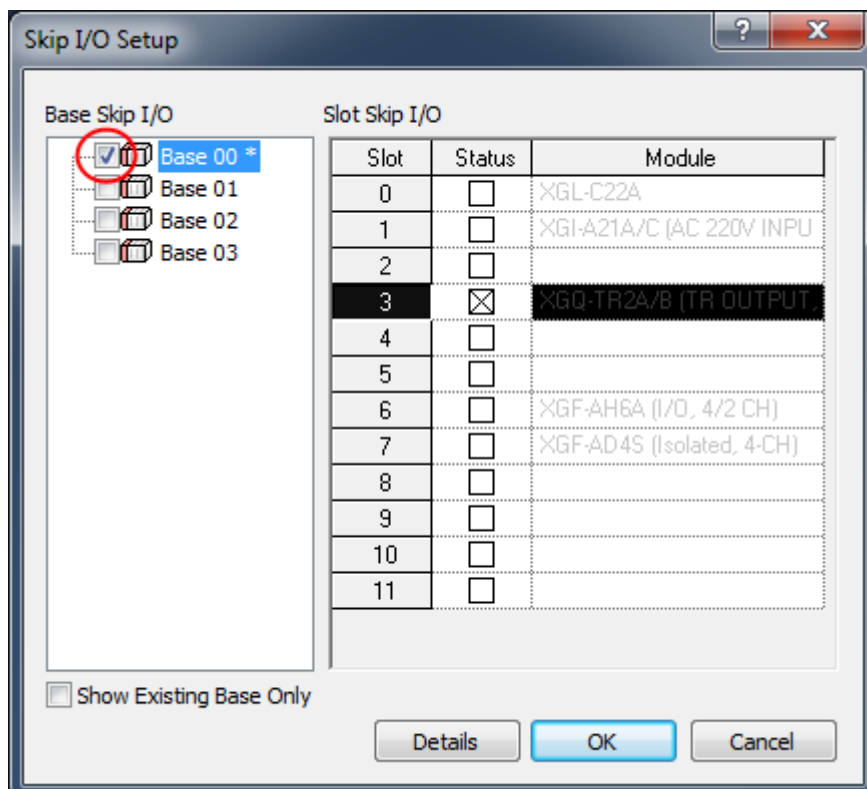 Skip I/O Setup
?
Base Skip I/O
Slot Skip I/O
Base 00 *
Base 01
Base 02
Base 03
Slot Status Module
0 XGL-C22A
1 XGI-A21A/C (AC 220V INPU
2
3 XGQ-TR2A/B (TR OUTPUT,
4
5
6 XGF-AH6A (I/O, 4/2 CH)
7 XGF-AD4S (Isolated, 4-CH)
8
9
10
11
Show Existing Base Only
Details OK Cancel